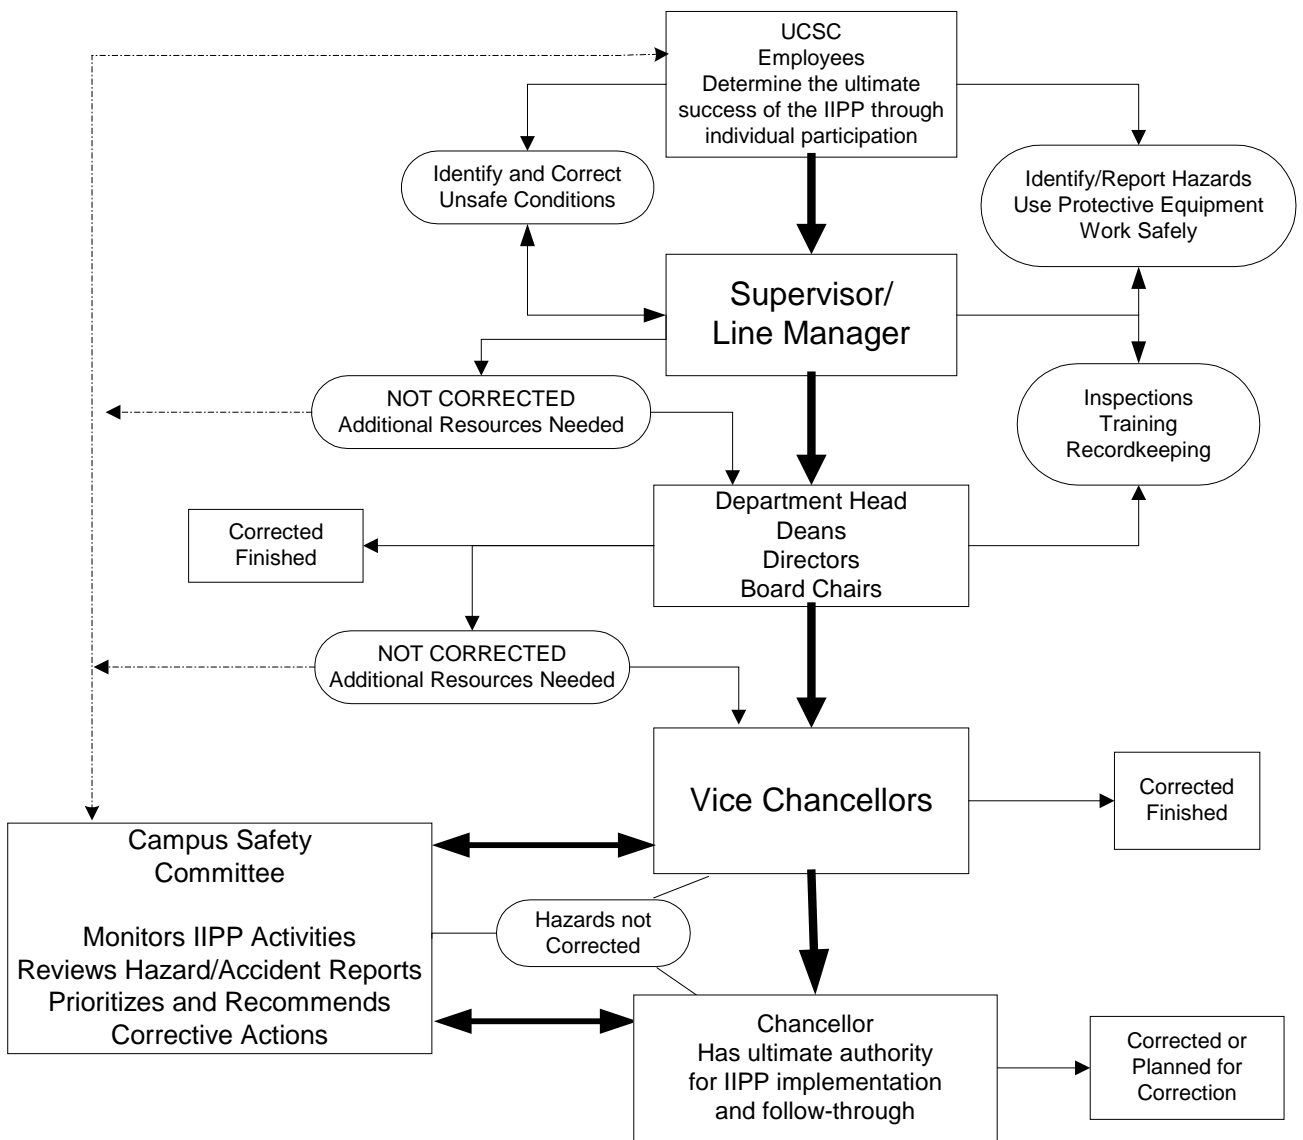 UCSC
Employees
Determine the ultimate
success of the IIPP through
individual participation
Identify and Correct
Unsafe Conditions
Identify/Report Hazards
Use Protective Equipment
Work Safely
Supervisor/
Line Manager
NOT CORRECTED
Additional Resources Needed
Inspections
Training
Recordkeeping
Department Head
Deans
Directors
Board Chairs
Corrected
Finished
NOT CORRECTED
Additional Resources Needed
Vice Chancellors
Corrected
Finished
Campus Safety
Committee
Monitors IIPP Activities
Reviews Hazard/Accident Reports
Prioritizes and Recommends
Corrective Actions
Hazards not
Corrected
Chancellor
Has ultimate authority
for IIPP implementation
and follow-through
Corrected or
Planned for
Correction